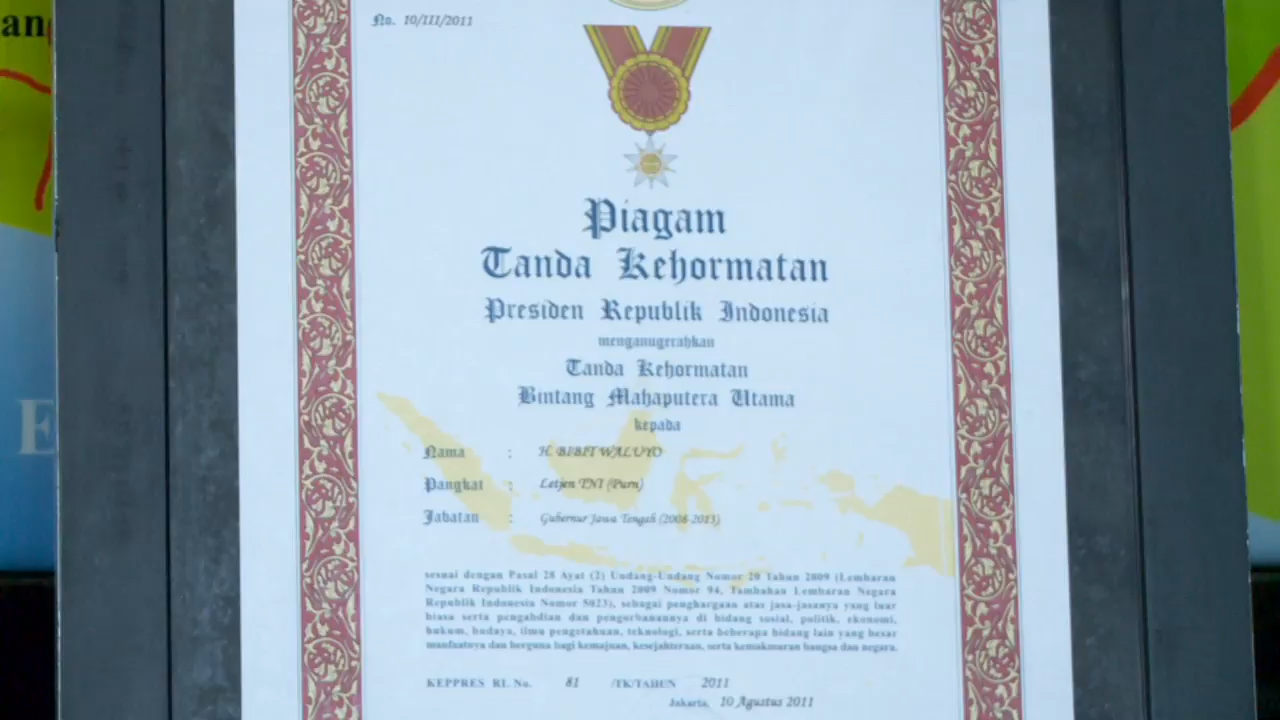 an
No. 10/III/2011
Piagam
Tanda Kehormatan
Presiden Republik Indonesia
menganugerahkan
Tanda Kehormatan
Bintang Mahaputera Utama
kepada
Nama : H. BIBIT WALUYO
Pangkat : Letjen TNI (Purn)
Jabatan : Gubernur Jawa Tengah (2008-2013)
sesuai dengan Pasal 28 Ayat (2) Undang-Undang Nomor 20 Tahun 2009 (Lembaran
Negara Republik Indonesia Tahun 2009 Nomor 94, Tambahan Lembaran Negara
Republik Indonesia Nomor 5023), sebagai penghargaan atas jasa-jasanya yang luar
biasa serta pengabdian dan pengorbanannya di bidang sosial, politik, ekonomi,
hukum, budaya, ilmu pengetahuan, teknologi, serta beberapa bidang lain yang besar
manfaatnya dan berguna bagi kemajuan, kesejahteraan, serta kemakmuran bangsa dan negara.
KEPPRES RI. No. 81 /TK/TAHUN 2011
Jakarta, 10 Agustus 2011
E